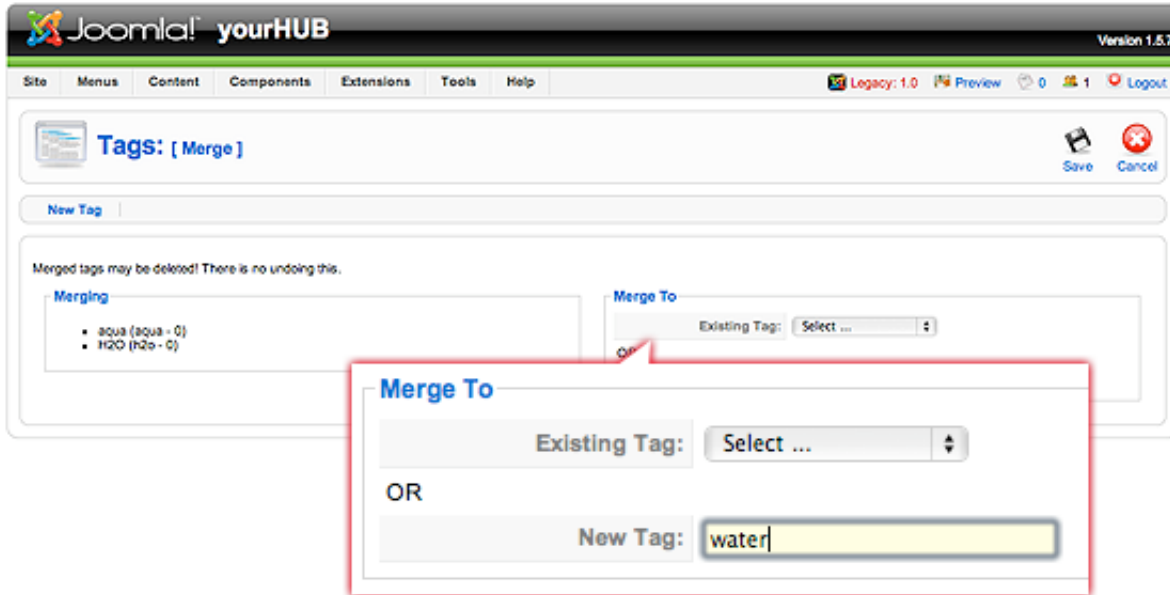 Joomla! yourHUB
Version 1.5.7
Site Menus Content Components Extensions Tools Help Legacy: 1.0 Preview 0 1 Logout
Tags: [ Merge ]
Save Cancel
New Tag
Merged tags may be deleted! There is no undoing this.
Merging
aqua (aqua - 0)
H2O (h2o - 0)
Merge To
Existing Tag: Select ...
OR
Merge To
Existing Tag: Select ...
OR
New Tag: water